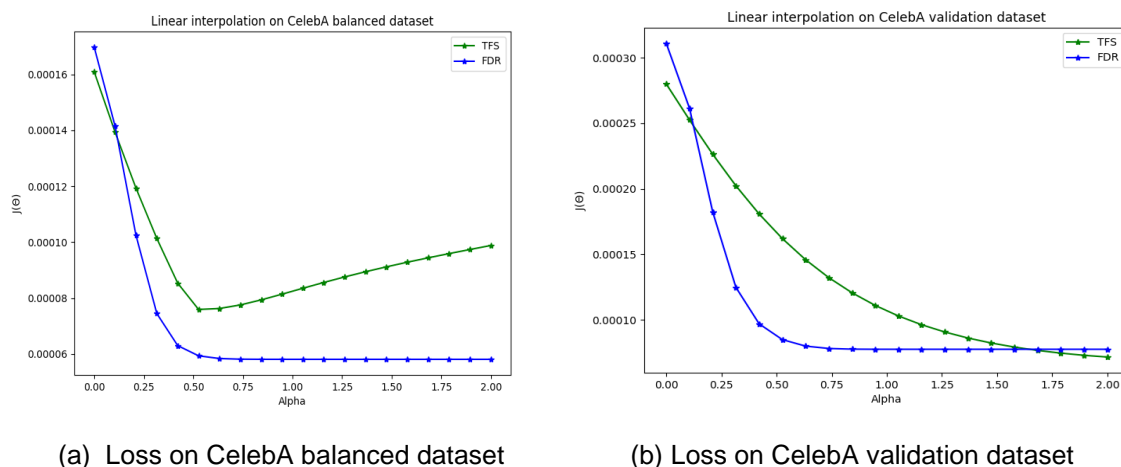 Linear interpolation on CelebA balanced dataset
TFS
FDR
0.00016
0.00014
0.00012
0.00010
0.00008
0.00006
J(Θ)
0.00 0.25 0.50 0.75 1.00 1.25 1.50 1.75 2.00
Alpha
(a) Loss on CelebA balanced dataset
Linear interpolation on CelebA validation dataset
TFS
FDR
0.00030
0.00025
0.00020
0.00015
0.00010
J(Θ)
0.00 0.25 0.50 0.75 1.00 1.25 1.50 1.75 2.00
Alpha
(b) Loss on CelebA validation dataset